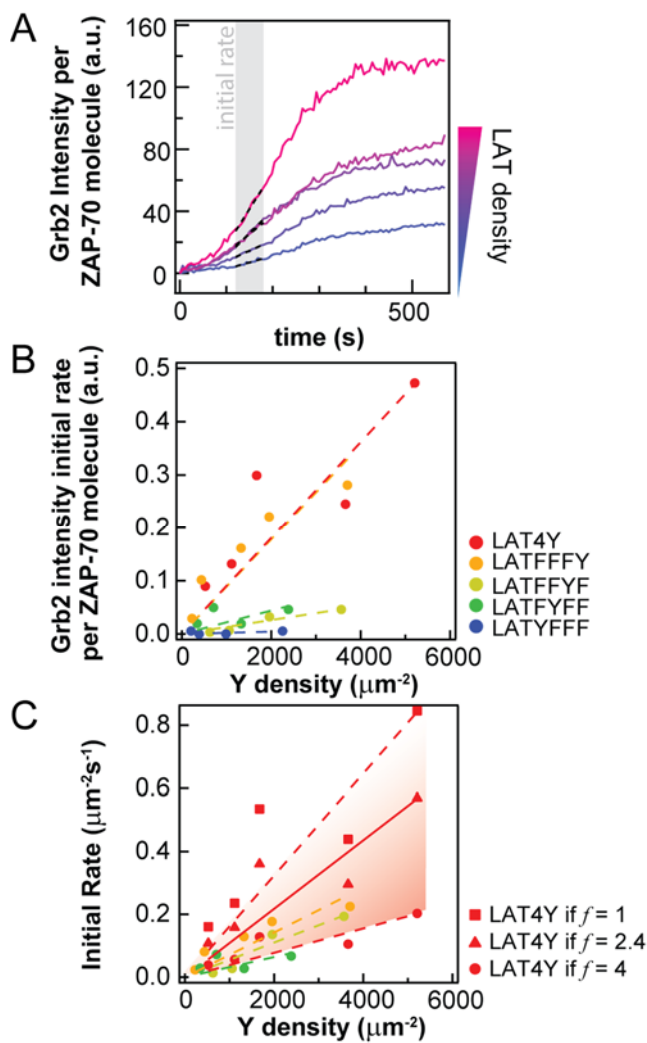 A
Grb2 Intensity per
ZAP-70 molecule (a.u.)
160
120
80
40
0
initial rate
0
500
time (s)
LAT density
B
Grb2 intensity initial rate
per ZAP-70 molecule (a.u.)
0.5
0.4
0.3
0.2
0.1
0.0
0
2000
4000
6000
Y density (μm⁻²)
LAT4Y
LATFFFY
LATFFYF
LATFYFF
LATYFFF
C
Initial Rate (μm⁻²s⁻¹)
0.8
0.6
0.4
0.2
0.0
0
2000
4000
6000
Y density (μm⁻²)
LAT4Y if f = 1
LAT4Y if f = 2.4
LAT4Y if f = 4